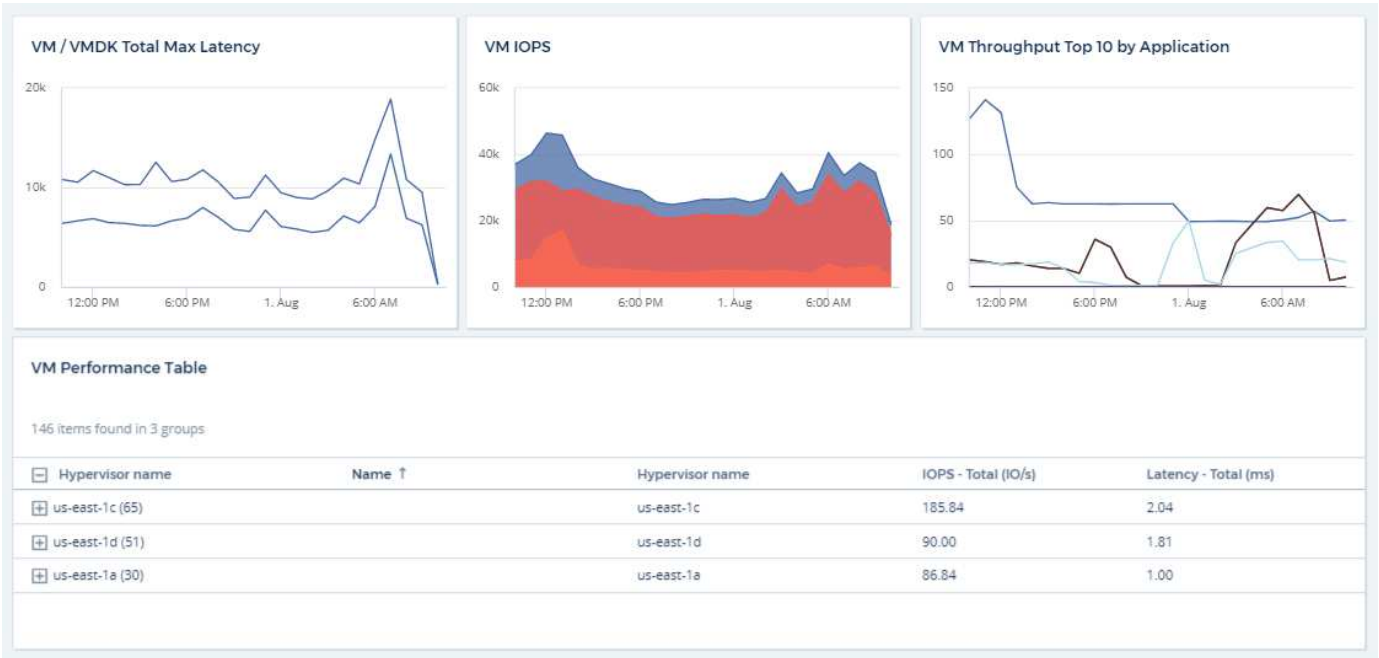 VM / VMDK Total Max Latency
20k
10k
0
12:00 PM 6:00 PM 1. Aug 6:00 AM
VM IOPS
60k
40k
20k
0
12:00 PM 6:00 PM 1. Aug 6:00 AM
VM Throughput Top 10 by Application
150
100
50
0
12:00 PM 6:00 PM 1. Aug 6:00 AM
VM Performance Table
146 items found in 3 groups
Hypervisor name Name ↑ Hypervisor name IOPS - Total (IO/s) Latency - Total (ms)
us-east-1c (65) us-east-1c 185.84 2.04
us-east-1d (51) us-east-1d 90.00 1.81
us-east-1a (30) us-east-1a 86.84 1.00